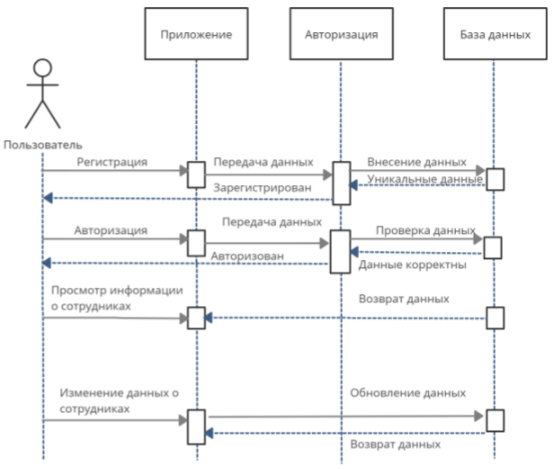 Приложение
Авторизация
База данных
Пользователь
Регистрация
Передача данных
Внесение данных
Уникальные данные
Зарегистрирован
Передача данных
Авторизация
Проверка данных
Авторизован
Данные корректны
Просмотр информации
о сотрудниках
Возврат данных
Изменение данных о
сотрудниках
Обновление данных
Возврат данных